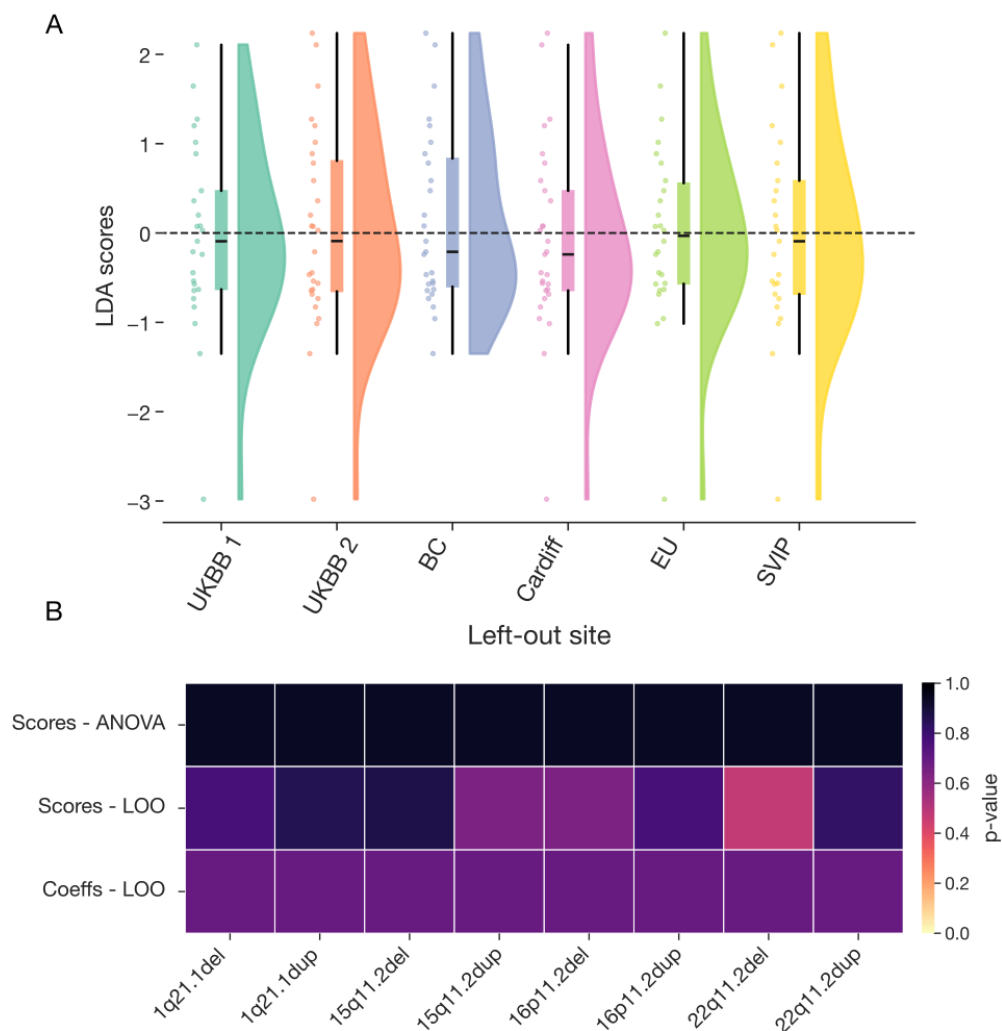 A
LDA scores
2
1
0
−1
−2
−3
UKBB 1
UKBB 2
BC
Cardiff
EU
SVIP
Left-out site
B
Scores - ANOVA
Scores - LOO
Coeffs - LOO
1q21.1del
1q21.1dup
15q11.2del
15q11.2dup
16p11.2del
16p11.2dup
22q11.2del
22q11.2dup
1.0
0.8
0.6
0.4
0.2
0.0
p-value